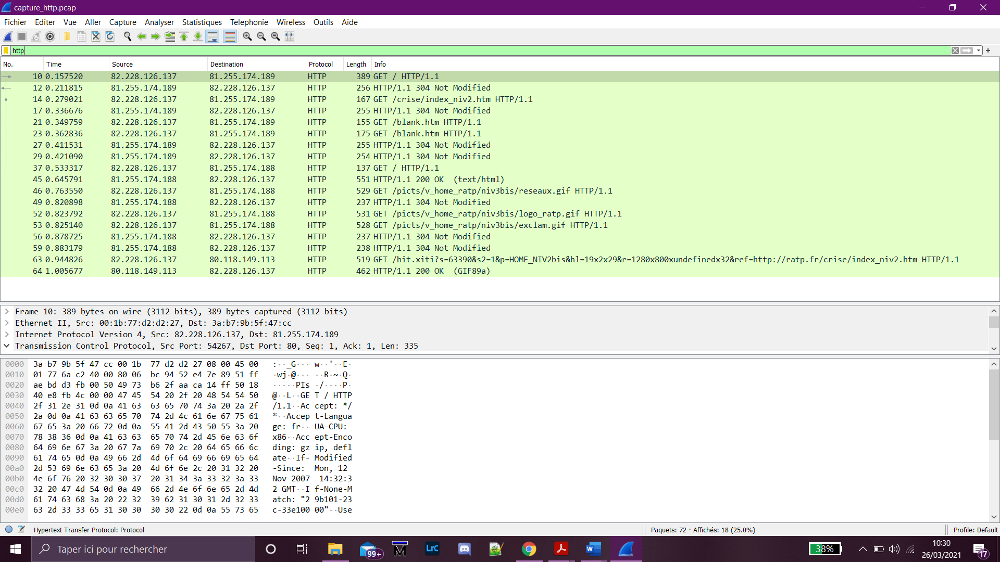 capture_http.pcap
Fichier Editer Vue Aller Capture Analyser Statistiques Telephonie Wireless Outils Aide
http
No. Time Source Destination Protocol Length Info
10 0.157520 82.228.126.137 81.255.174.189 HTTP 389 GET / HTTP/1.1
12 0.211815 81.255.174.189 82.228.126.137 HTTP 256 HTTP/1.1 304 Not Modified
14 0.279021 82.228.126.137 81.255.174.189 HTTP 167 GET /crise/index_niv2.htm HTTP/1.1
17 0.336676 81.255.174.189 82.228.126.137 HTTP 255 HTTP/1.1 304 Not Modified
21 0.349759 82.228.126.137 81.255.174.189 HTTP 155 GET /blank.htm HTTP/1.1
23 0.362836 82.228.126.137 81.255.174.189 HTTP 175 GET /blank.htm HTTP/1.1
27 0.411531 81.255.174.189 82.228.126.137 HTTP 255 HTTP/1.1 304 Not Modified
29 0.421090 81.255.174.189 82.228.126.137 HTTP 254 HTTP/1.1 304 Not Modified
37 0.533317 82.228.126.137 81.255.174.188 HTTP 137 GET / HTTP/1.1
45 0.645791 81.255.174.188 82.228.126.137 HTTP 551 HTTP/1.1 200 OK (text/html)
46 0.763550 82.228.126.137 81.255.174.188 HTTP 529 GET /picts/v_home_ratp/niv3bis/reseaux.gif HTTP/1.1
49 0.820898 81.255.174.188 82.228.126.137 HTTP 237 HTTP/1.1 304 Not Modified
52 0.823792 82.228.126.137 81.255.174.188 HTTP 531 GET /picts/v_home_ratp/niv3bis/logo_ratp.gif HTTP/1.1
53 0.825140 82.228.126.137 81.255.174.188 HTTP 528 GET /picts/v_home_ratp/niv3bis/exclam.gif HTTP/1.1
56 0.878725 81.255.174.188 82.228.126.137 HTTP 237 HTTP/1.1 304 Not Modified
59 0.883179 81.255.174.188 82.228.126.137 HTTP 238 HTTP/1.1 304 Not Modified
63 0.944826 82.228.126.137 80.118.149.113 HTTP 519 GET /hit.xiti?s=63390&s2=1&p=HOME_NIV2bis&hl=19x2x29&r=1280x800xundefinedx32&ref=http://ratp.fr/crise/index_niv2.htm HTTP/1.1
64 1.005677 80.118.149.113 82.228.126.137 HTTP 462 HTTP/1.1 200 OK (GIF89a)
Frame 10: 389 bytes on wire (3112 bits), 389 bytes captured (3112 bits)
Ethernet II, Src: 00:1b:77:d2:d2:27, Dst: 3a:b7:9b:5f:47:cc
Internet Protocol Version 4, Src: 82.228.126.137, Dst: 81.255.174.189
Transmission Control Protocol, Src Port: 54267, Dst Port: 80, Seq: 1, Ack: 1, Len: 335
0000 3a b7 9b 5f 47 cc 00 1b 77 d2 d2 27 08 00 45 00 :··_G··· w··'··E·
0010 01 77 6a c2 40 00 80 06 bc 94 52 e4 7e 89 51 ff ·wj·@··· ··R·~·Q·
0020 ae bd d3 fb 00 50 49 73 b6 2f aa ca 14 ff 50 18 ·····PIs ·/····P·
0030 40 e8 fb 4c 00 00 47 45 54 20 2f 20 48 54 54 50 @··L··GE T / HTTP
0040 2f 31 2e 31 0d 0a 41 63 63 65 70 74 3a 20 2a 2f /1.1··Ac cept: */
0050 2a 0d 0a 41 63 63 65 70 74 2d 4c 61 6e 67 75 61 *··Accep t-Langua
0060 67 65 3a 20 66 72 0d 0a 55 41 2d 43 50 55 3a 20 ge: fr·· UA-CPU:
0070 78 38 36 0d 0a 41 63 63 65 70 74 2d 45 6e 63 6f x86··Acc ept-Enco
0080 64 69 6e 67 3a 20 67 7a 69 70 2c 20 64 65 66 6c ding: gz ip, defl
0090 61 74 65 0d 0a 49 66 2d 4d 6f 64 69 66 69 65 64 ate··If- Modified
00a0 2d 53 69 6e 63 65 3a 20 4d 6f 6e 2c 20 31 32 20 -Since: Mon, 12
00b0 4e 6f 76 20 32 30 30 37 20 31 34 3a 33 32 3a 33 Nov 2007 14:32:3
00c0 32 20 47 4d 54 0d 0a 49 66 2d 4e 6f 6e 65 2d 4d 2 GMT··I f-None-M
00d0 61 74 63 68 3a 20 22 32 39 62 31 30 31 2d 32 33 atch: "2 9b101-23
00e0 63 2d 33 33 65 31 30 30 30 30 22 0d 0a 55 73 65 c-33e100 00"··Use
Hypertext Transfer Protocol: Protocol Paquets: 72 · Affichés: 18 (25.0%) Profile: Default
Taper ici pour rechercher 99+ LrC 38% 10:30
26/03/2021 17